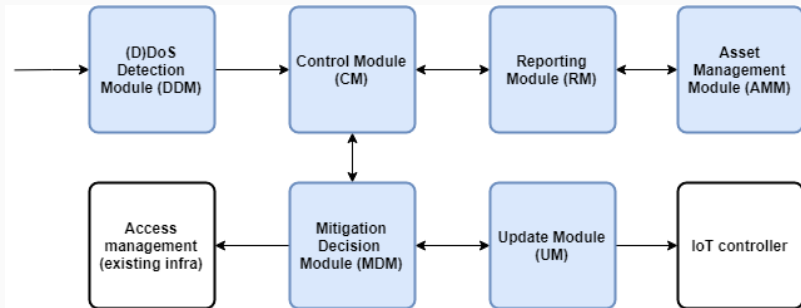 (D)DoS
Detection
Module (DDM)
Control Module
(CM)
Reporting
Module (RM)
Asset
Management
Module (AMM)
Access
management
(existing infra)
Mitigation
Decision
Module (MDM)
Update Module
(UM)
IoT controller